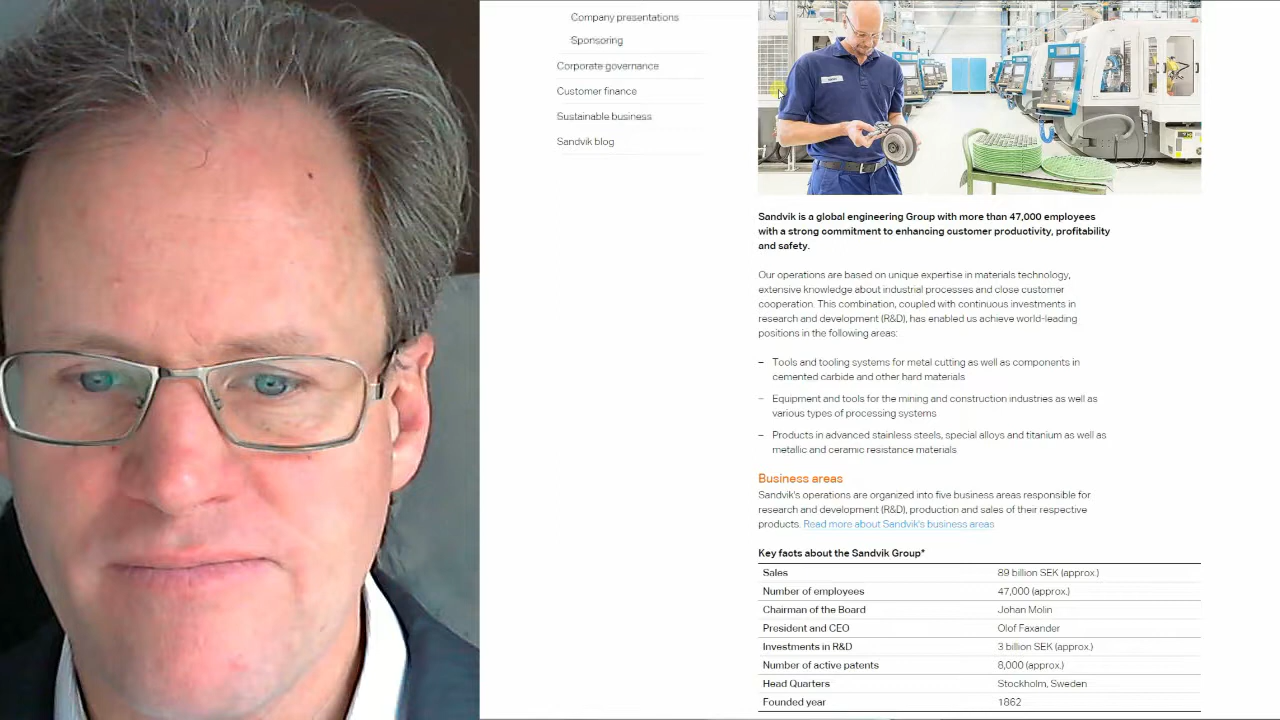 Company presentations
Sponsoring
Corporate governance
Customer finance
Sustainable business
Sandvik blog
Sandvik is a global engineering Group with more than 47,000 employees
with a strong commitment to enhancing customer productivity, profitability
and safety.
Our operations are based on unique expertise in materials technology,
extensive knowledge about industrial processes and close customer
cooperation. This combination, coupled with continuous investments in
research and development (R&D), has enabled us achieve world-leading
positions in the following areas:
– Tools and tooling systems for metal cutting as well as components in
cemented carbide and other hard materials
– Equipment and tools for the mining and construction industries as well as
various types of processing systems
– Products in advanced stainless steels, special alloys and titanium as well as
metallic and ceramic resistance materials
Business areas
Sandvik's operations are organized into five business areas responsible for
research and development (R&D), production and sales of their respective
products. Read more about Sandvik's business areas
Key facts about the Sandvik Group*
Sales 89 billion SEK (approx.)
Number of employees 47,000 (approx.)
Chairman of the Board Johan Molin
President and CEO Olof Faxander
Investments in R&D 3 billion SEK (approx.)
Number of active patents 8,000 (approx.)
Head Quarters Stockholm, Sweden
Founded year 1862